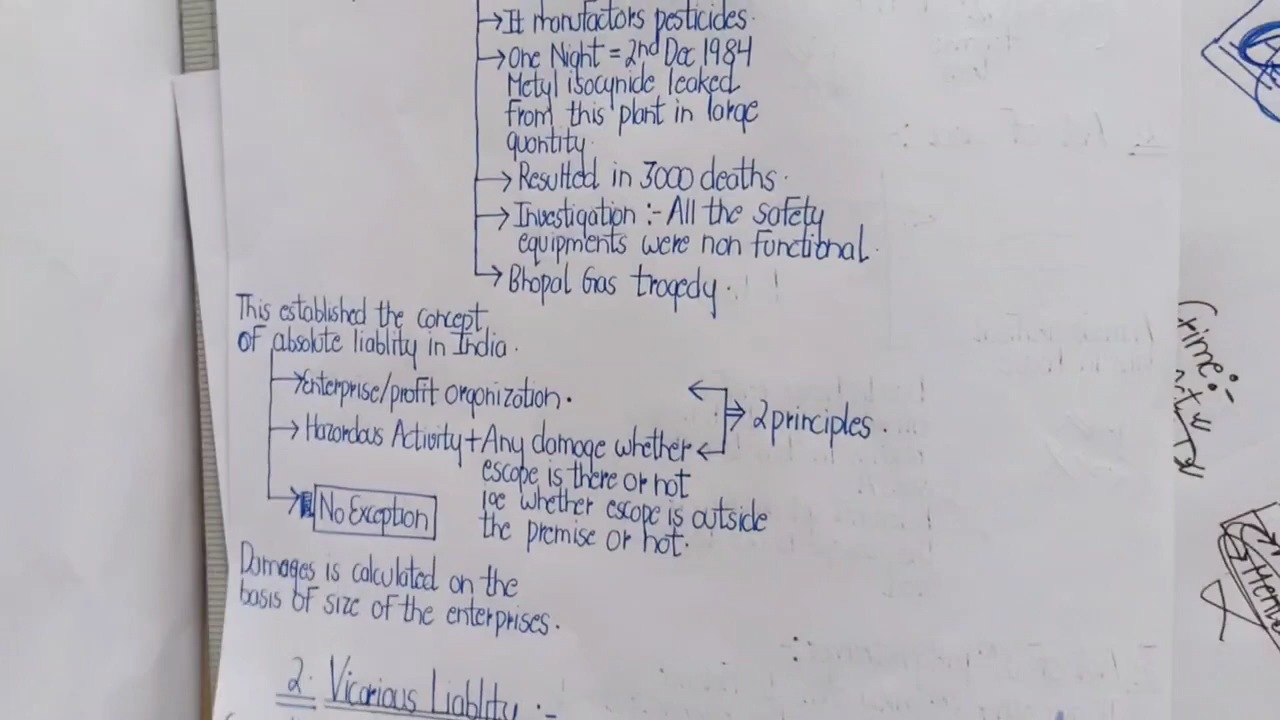 →It manufactors pesticides.
→One Night = 2nd Dec 1984
Metyl isocynide leaked
from this plant in large
quantity.
→Resulted in 3000 deaths.
→Investigation :- All the safety
equipments were non functional.
→Bhopal Gas tragedy.
This established the concept
of absolute liablity in India.
→Enterprise/profit organization.
⇒ 2 principles.
→Hazardous Activity + Any damage whether
escape is there or not
ie whether escape is outside
the premise or not.
→No Exception
Damages is calculated on the
basis of size of the enterprises.
2. Vicarious Liablity :-
Crime:-